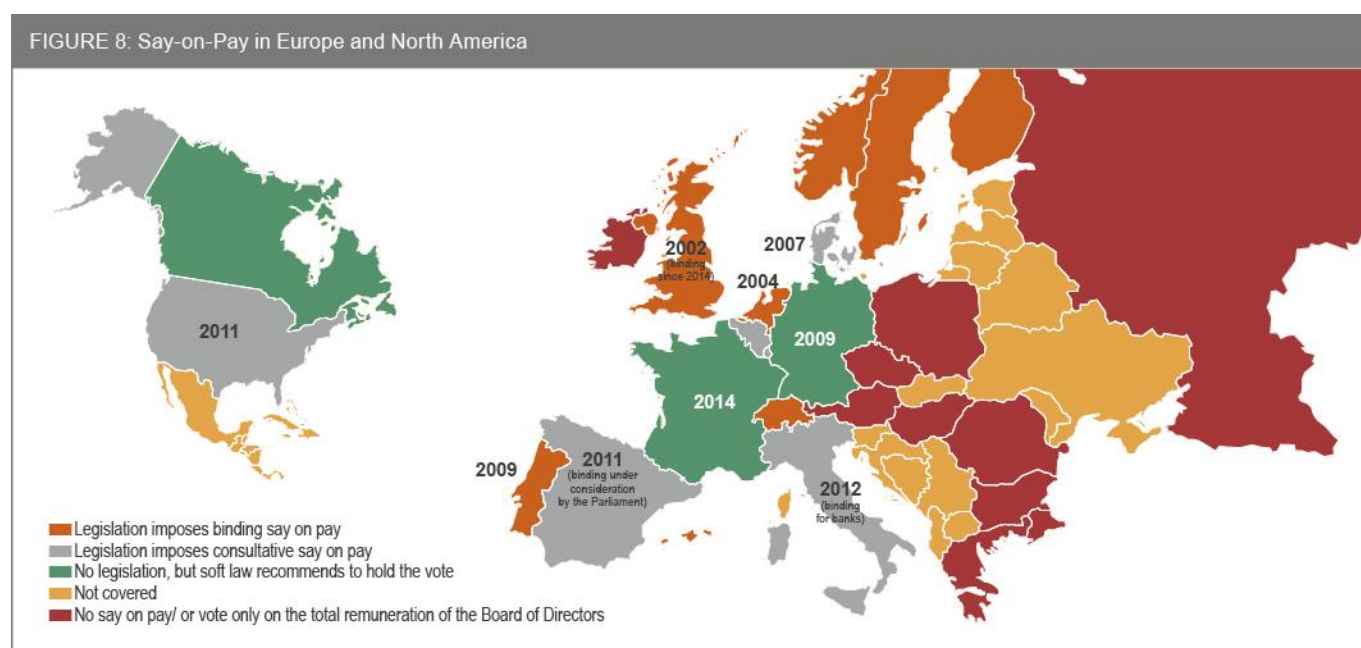 FIGURE 8: Say-on-Pay in Europe and North America
2002
(binding
since 2014)
2007
2004
2011
2009
2014
2009
2011
(binding under
consideration
by the Parliament)
2012
(binding
for banks)
Legislation imposes binding say on pay
Legislation imposes consultative say on pay
No legislation, but soft law recommends to hold the vote
Not covered
No say on pay/ or vote only on the total remuneration of the Board of Directors